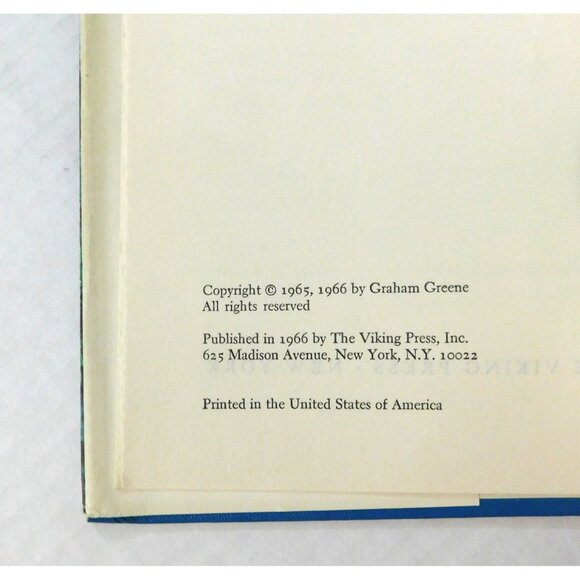 Copyright © 1965, 1966 by Graham Greene
All rights reserved
Published in 1966 by The Viking Press, Inc.
625 Madison Avenue, New York, N.Y. 10022
Printed in the United States of America